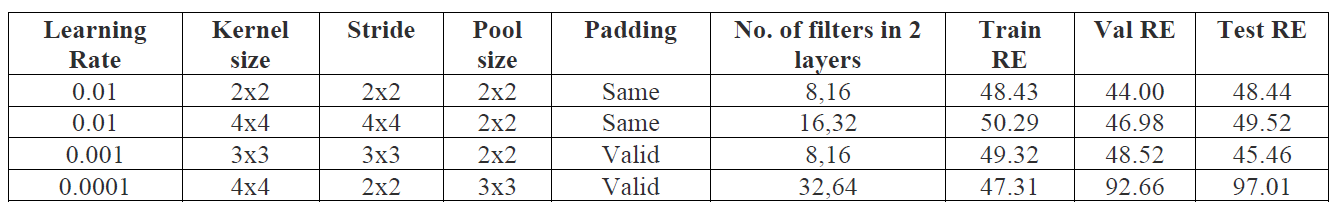 Learning Rate Kernel size Stride Pool size Padding No. of filters in 2 layers Train RE Val RE Test RE
0.01 2x2 2x2 2x2 Same 8,16 48.43 44.00 48.44
0.01 4x4 4x4 2x2 Same 16,32 50.29 46.98 49.52
0.001 3x3 3x3 2x2 Valid 8,16 49.32 48.52 45.46
0.0001 4x4 2x2 3x3 Valid 32,64 47.31 92.66 97.01